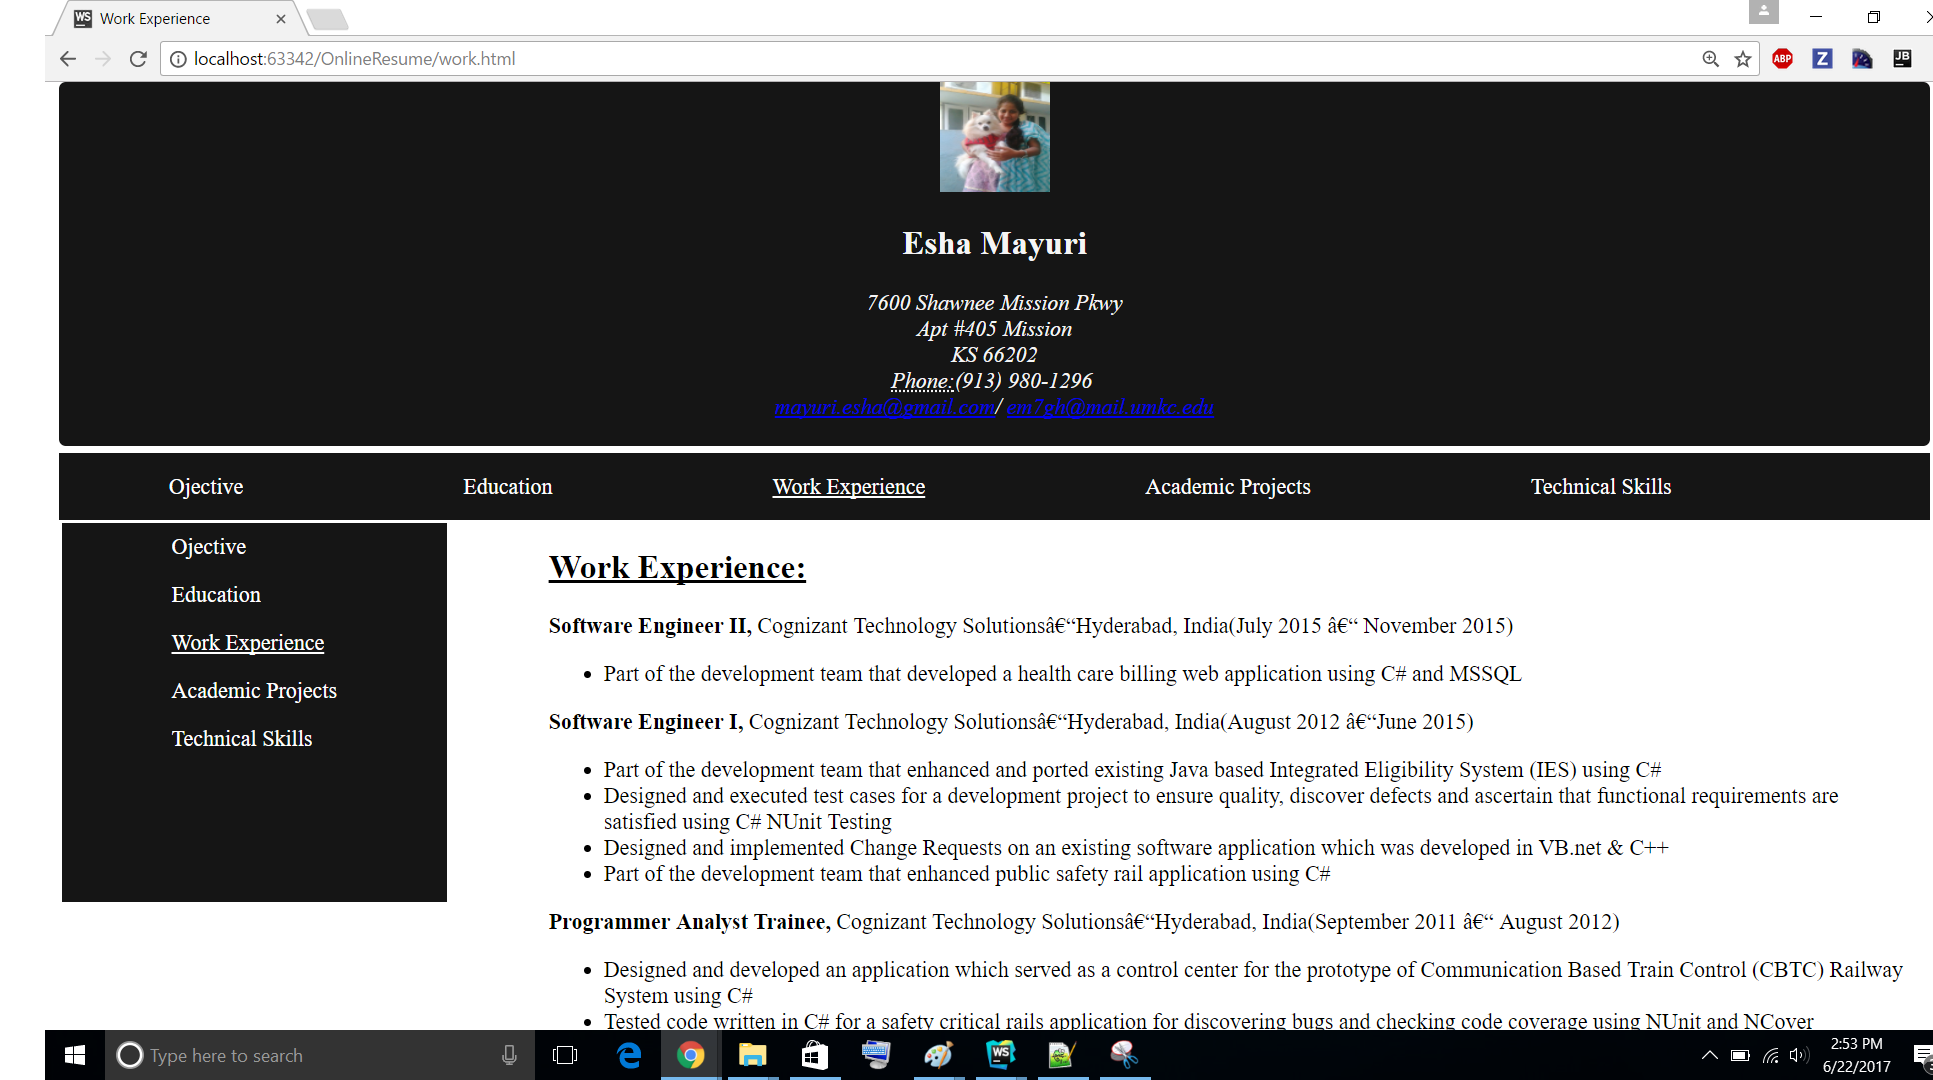 WS Work Experience
localhost:63342/OnlineResume/work.html
ABP Z JB
Esha Mayuri
7600 Shawnee Mission Pkwy
Apt #405 Mission
KS 66202
Phone:(913) 980-1296
mayuri.esha@gmail.com/ em7gh@mail.umkc.edu
Ojective Education Work Experience Academic Projects Technical Skills
Ojective
Education
Work Experience
Academic Projects
Technical Skills
Work Experience:
Software Engineer II, Cognizant Technology Solutionsâ€“Hyderabad, India(July 2015 â€“ November 2015)
• Part of the development team that developed a health care billing web application using C# and MSSQL
Software Engineer I, Cognizant Technology Solutionsâ€“Hyderabad, India(August 2012 â€“June 2015)
• Part of the development team that enhanced and ported existing Java based Integrated Eligibility System (IES) using C#
• Designed and executed test cases for a development project to ensure quality, discover defects and ascertain that functional requirements are
satisfied using C# NUnit Testing
• Designed and implemented Change Requests on an existing software application which was developed in VB.net & C++
• Part of the development team that enhanced public safety rail application using C#
Programmer Analyst Trainee, Cognizant Technology Solutionsâ€“Hyderabad, India(September 2011 â€“ August 2012)
• Designed and developed an application which served as a control center for the prototype of Communication Based Train Control (CBTC) Railway
System using C#
• Tested code written in C# for a safety critical rails application for discovering bugs and checking code coverage using NUnit and NCover
Type here to search
WS
2:53 PM
6/22/2017